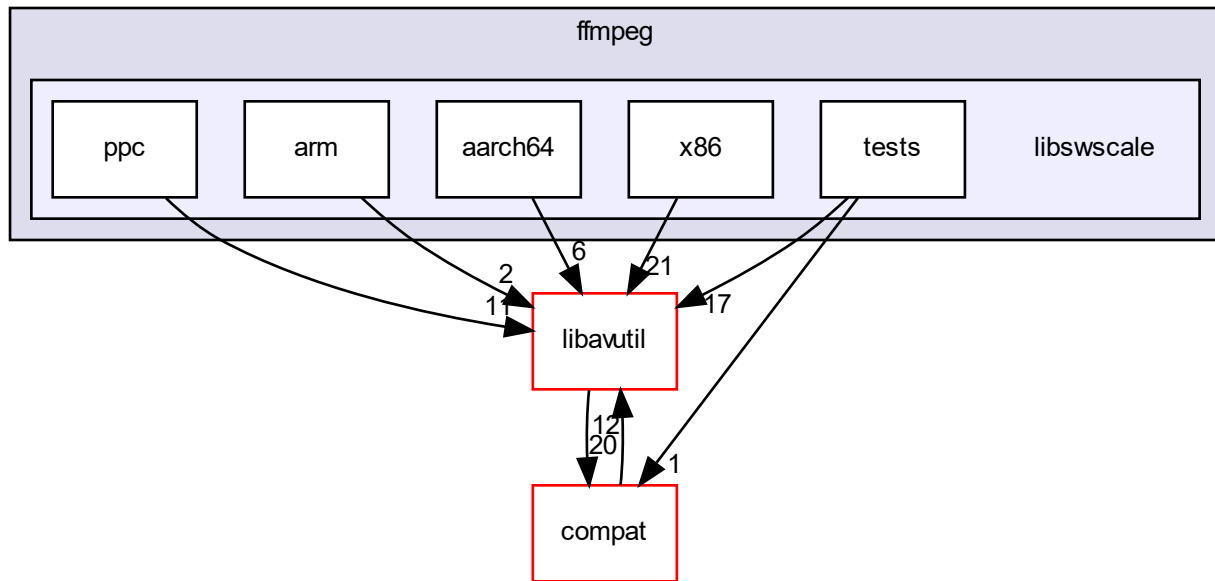 ffmpeg
ppc
arm
aarch64
x86
tests
libswscale
6
21
2
11
17
libavutil
12
20
1
compat